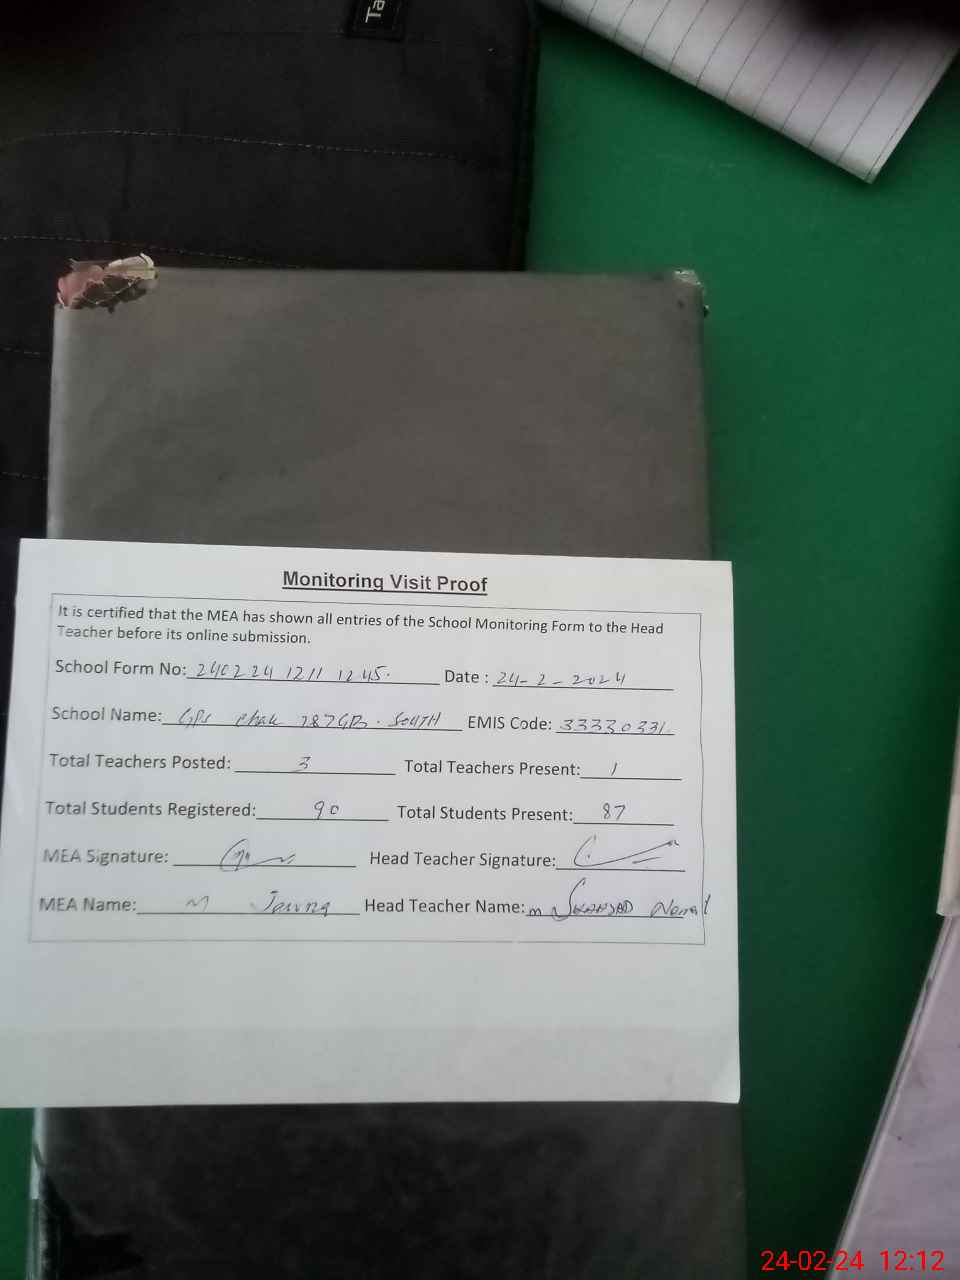 Ta
Monitoring Visit Proof
It is certified that the MEA has shown all entries of the School Monitoring Form to the Head
Teacher before its online submission.
School Form No: 240224 1211 1245. Date : 24-2-2024
School Name: GPS chak 787GB. SOUTH EMIS Code: 33330331.
Total Teachers Posted: 3 Total Teachers Present: 1
Total Students Registered: 90 Total Students Present: 87
MEA Signature: Head Teacher Signature:
MEA Name: M Head Teacher Name: m
24-02-24 12:12